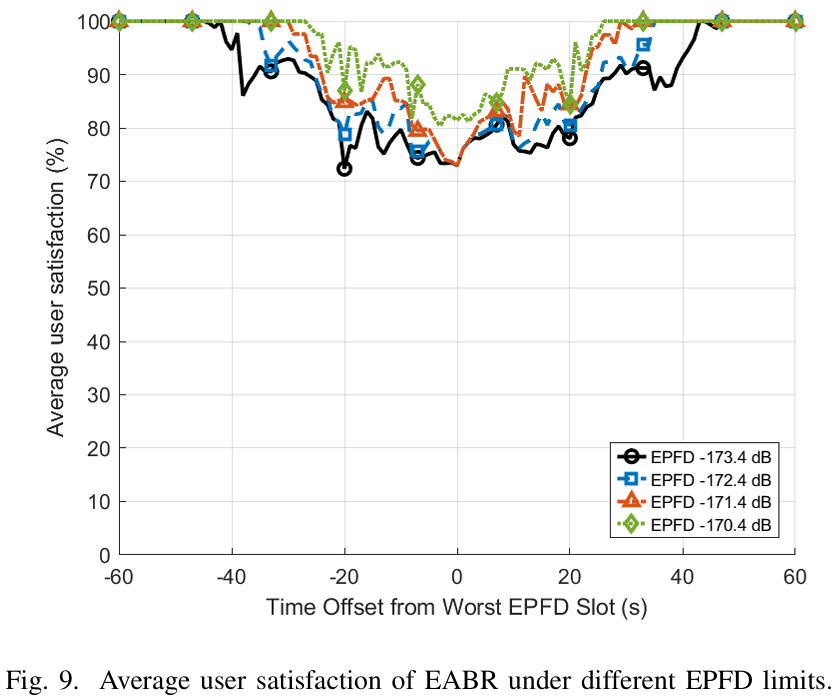 100
90
80
70
60
50
40
30
20
10
0
Average user satisfaction (%)
-60
-40
-20
0
20
40
60
Time Offset from Worst EPFD Slot (s)
EPFD -173.4 dB
EPFD -172.4 dB
EPFD -171.4 dB
EPFD -170.4 dB
Fig. 9. Average user satisfaction of EABR under different EPFD limits.